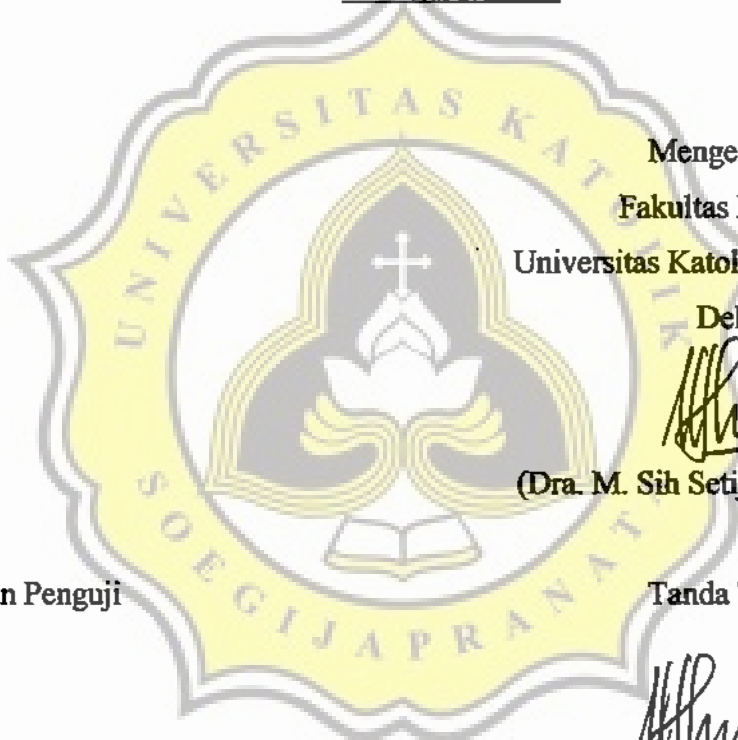 UNIVERSITAS KATOLIK
SOEGIJAPRANATA
Menge
Fakultas
Universitas Katol
De
(Dra. M. Sih Seti
n Penguji
Tanda